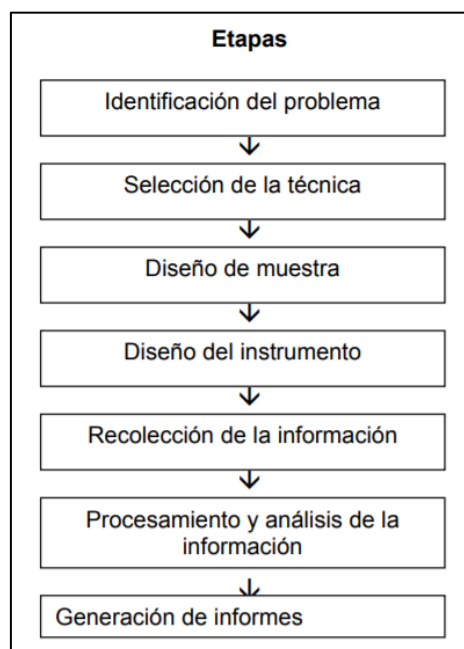 Etapas
Identificación del problema
Selección de la técnica
Diseño de muestra
Diseño del instrumento
Recolección de la información
Procesamiento y análisis de la
información
Generación de informes